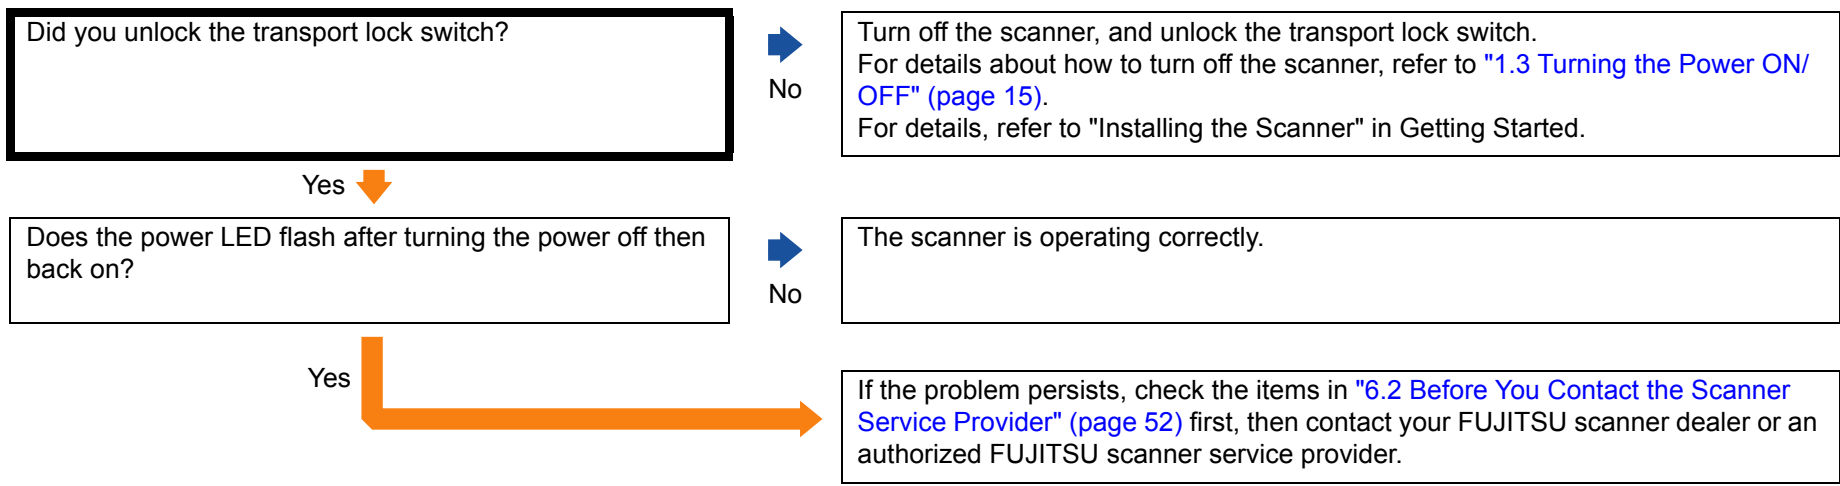 Did you unlock the transport lock switch?
No
Turn off the scanner, and unlock the transport lock switch.
For details about how to turn off the scanner, refer to "1.3 Turning the Power ON/
OFF" (page 15).
For details, refer to "Installing the Scanner" in Getting Started.
Yes
Does the power LED flash after turning the power off then
back on?
No
The scanner is operating correctly.
Yes
If the problem persists, check the items in "6.2 Before You Contact the Scanner
Service Provider" (page 52) first, then contact your FUJITSU scanner dealer or an
authorized FUJITSU scanner service provider.